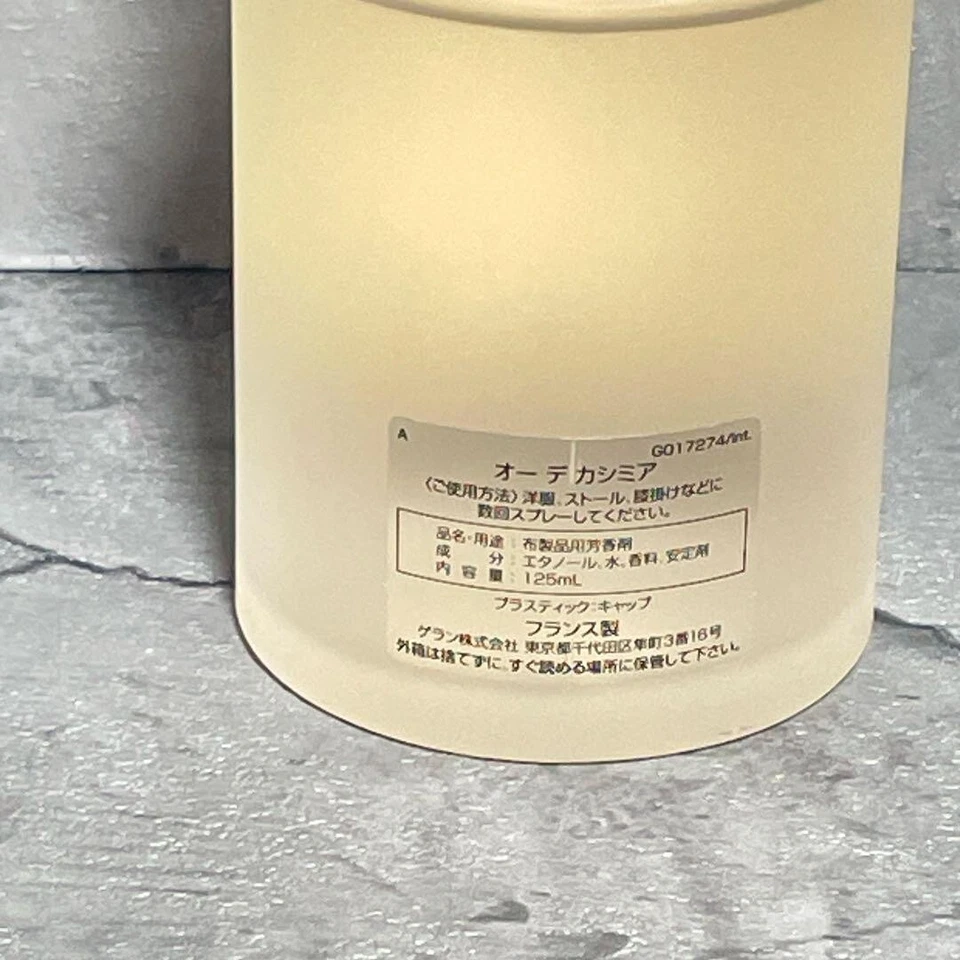 A
G017274/Int.
オー デ カシミア
〈ご使用方法〉洋服、ストール、膝掛けなどに
数回スプレーしてください。
品名・用途 : 布製品用芳香剤
成　　分 : エタノール、水、香料、安定剤
内 容 量 : 125mL
プラスティック:キャップ
フランス製
ゲラン株式会社 東京都千代田区隼町3番16号
外箱は捨てずに、すぐ読める場所に保管して下さい。